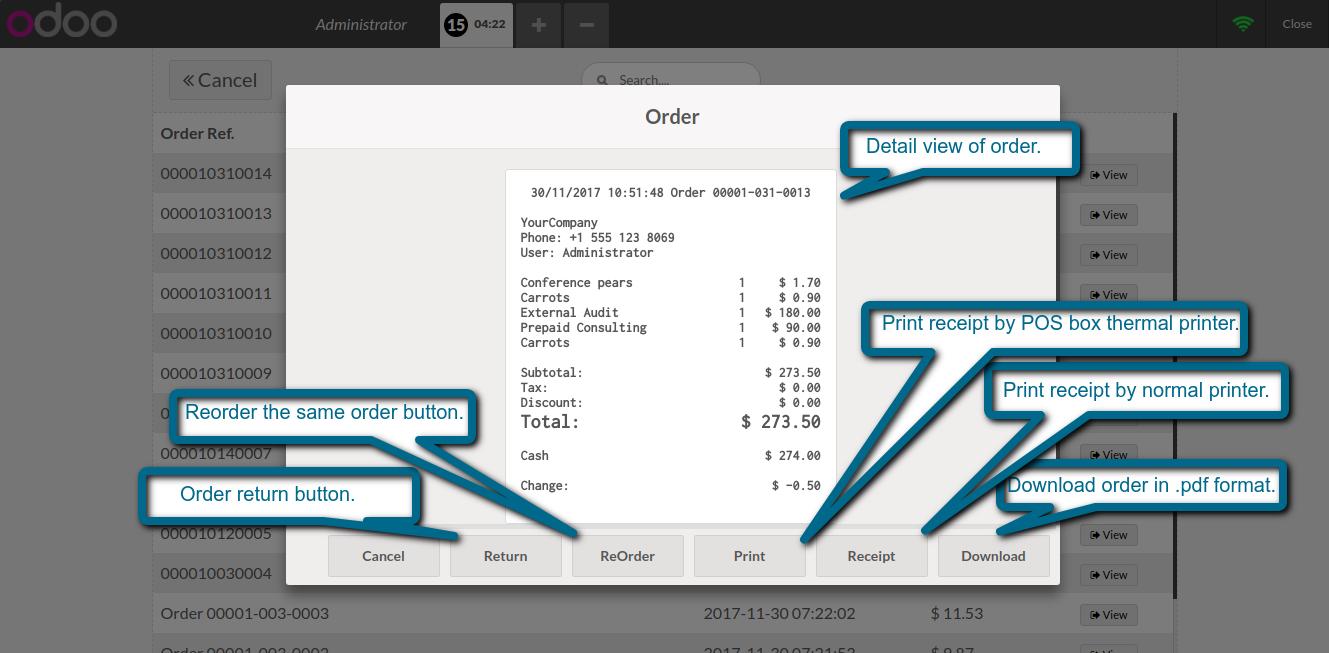 odoo
Administrator
15 04:22
Close
Cancel
Search....
Order
Order Ref.
Detail view of order.
000010310014
View
30/11/2017 10:51:48 Order 00001-031-0013
000010310013
View
YourCompany
Phone: +1 555 123 8069
User: Administrator
000010310012
View
Conference pears 1 $ 1.70
Carrots 1 $ 0.90
External Audit 1 $ 180.00
Prepaid Consulting 1 $ 90.00
Carrots 1 $ 0.90
000010310011
View
000010310010
Print receipt by POS box thermal printer.
Subtotal: $ 273.50
Tax: $ 0.00
Discount: $ 0.00
Total: $ 273.50
000010310009
Print receipt by normal printer.
Reorder the same order button.
Cash $ 274.00
000010140007
View
Change: $ -0.50
Download order in .pdf format.
Order return button.
000010120005
View
Cancel
Return
ReOrder
Print
Receipt
Download
000010030004
View
Order 00001-003-0003 2017-11-30 07:22:02 $ 11.53
View
Order 00001-003-0002 2017-11-30 07:21:52 $ 9.87
View